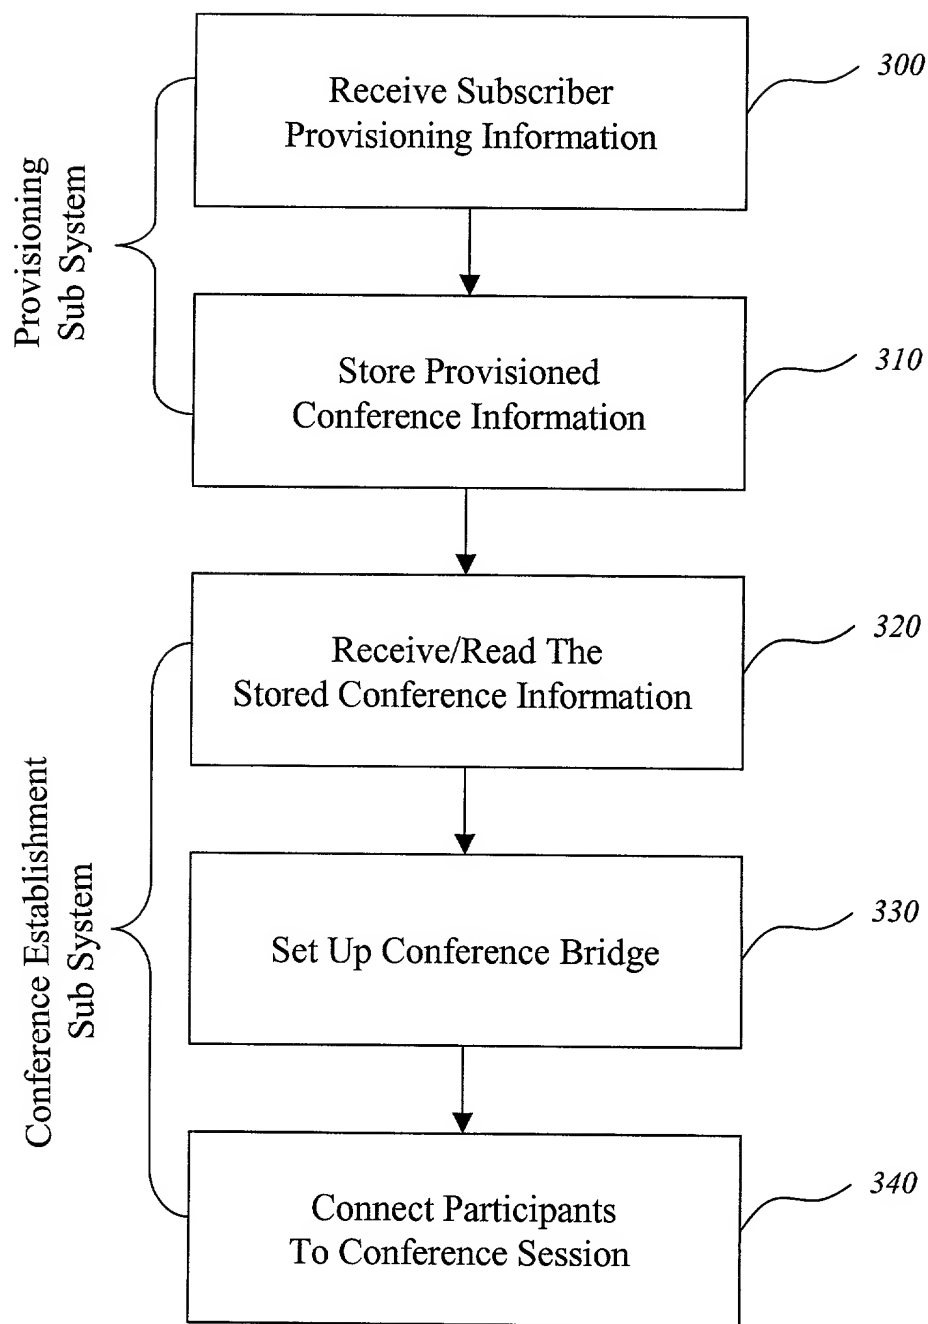 Receive Subscriber
Provisioning Information
300
Provisioning
Sub System
Store Provisioned
Conference Information
310
Receive/Read The
Stored Conference Information
320
Conference Establishment
Sub System
Set Up Conference Bridge
330
Connect Participants
To Conference Session
340